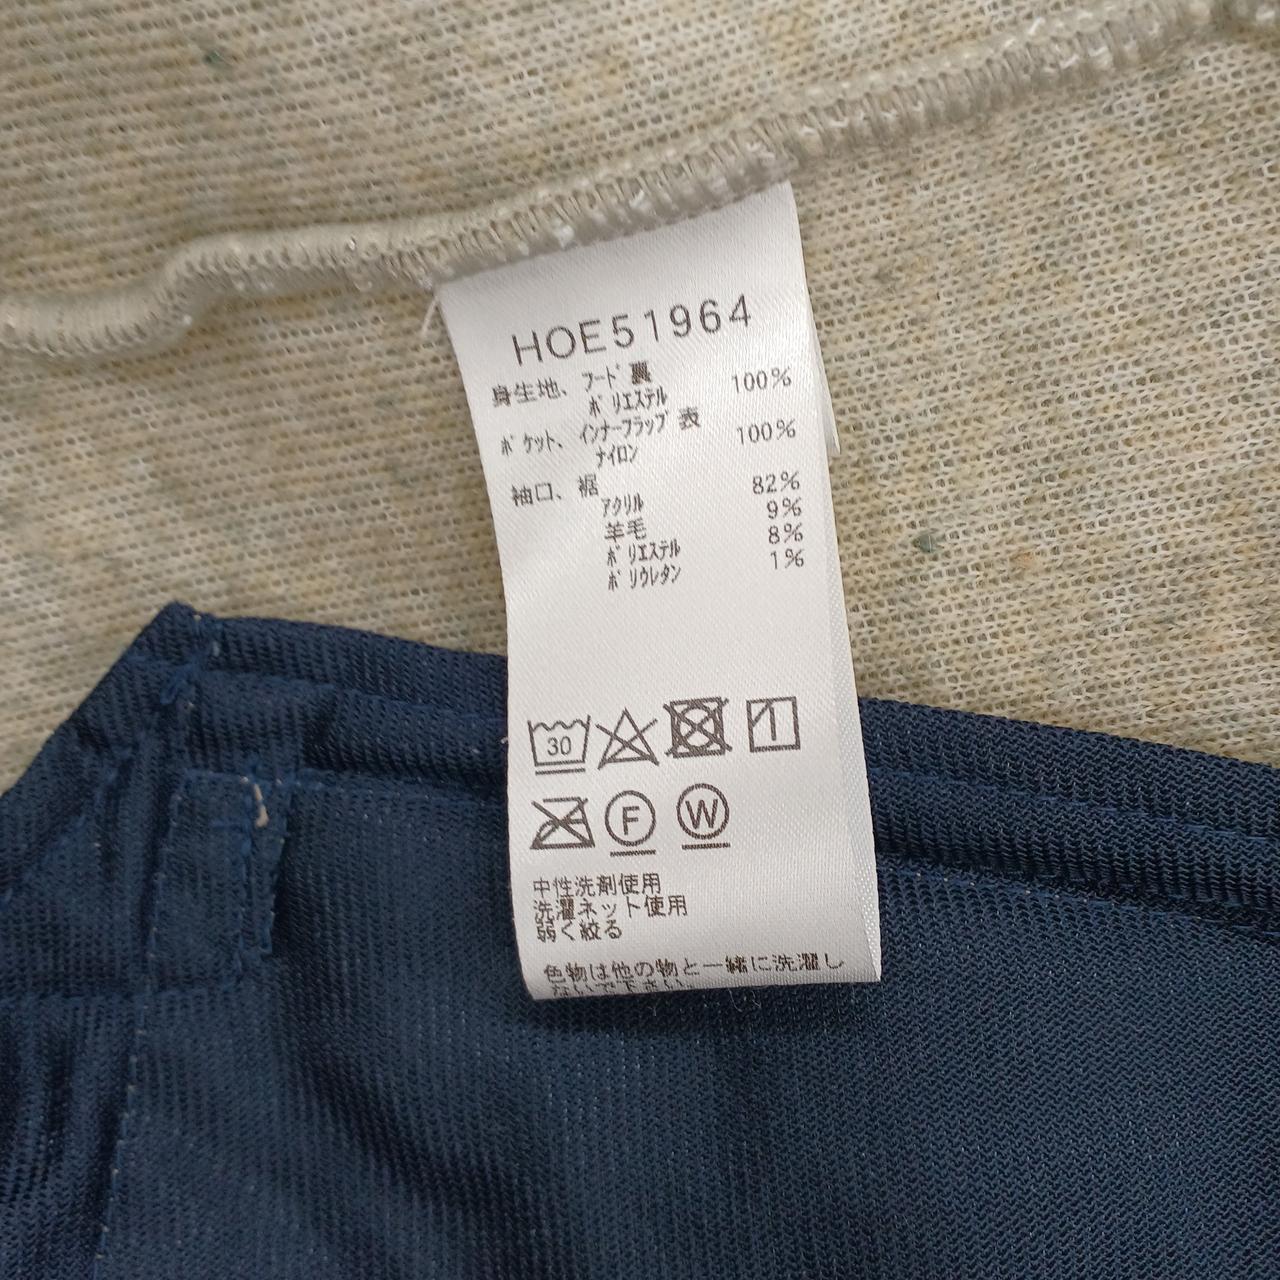 HOE51964
身生地、フード裏
ポリエステル 100%
ポケット、インナーフラップ表
ナイロン 100%
袖口、裾
アクリル 82%
羊毛 9%
ポリエステル 8%
ポリウレタン 1%
30
F W
中性洗剤使用
洗濯ネット使用
弱く絞る
色物は他の物と一緒に洗濯し
ないで下さい。